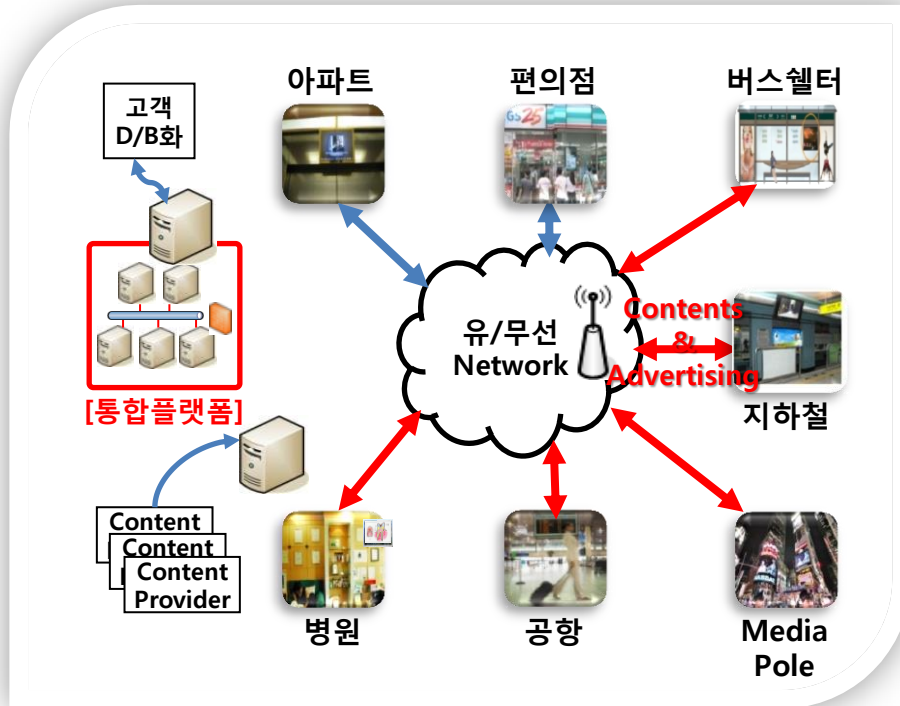 아파트
편의점
버스쉘터
고객
D/B화
GS25
유/무선
Network
Contents
&
Advertising
[통합플랫폼]
지하철
Content
Content
Content
Provider
병원
공항
Media
Pole